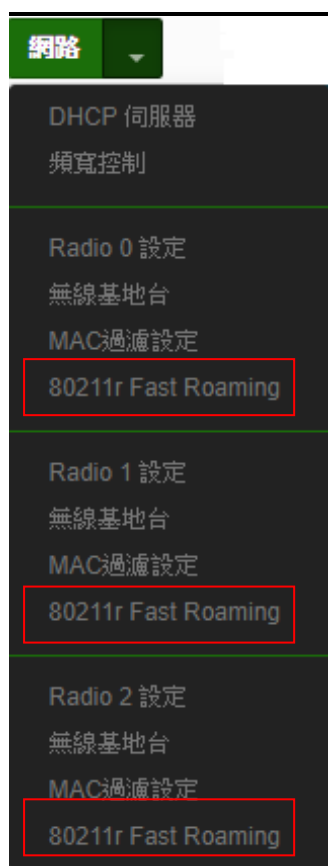 網路
DHCP 伺服器
頻寬控制
Radio 0 設定
無線基地台
MAC過濾設定
80211r Fast Roaming
Radio 1 設定
無線基地台
MAC過濾設定
80211r Fast Roaming
Radio 2 設定
無線基地台
MAC過濾設定
80211r Fast Roaming